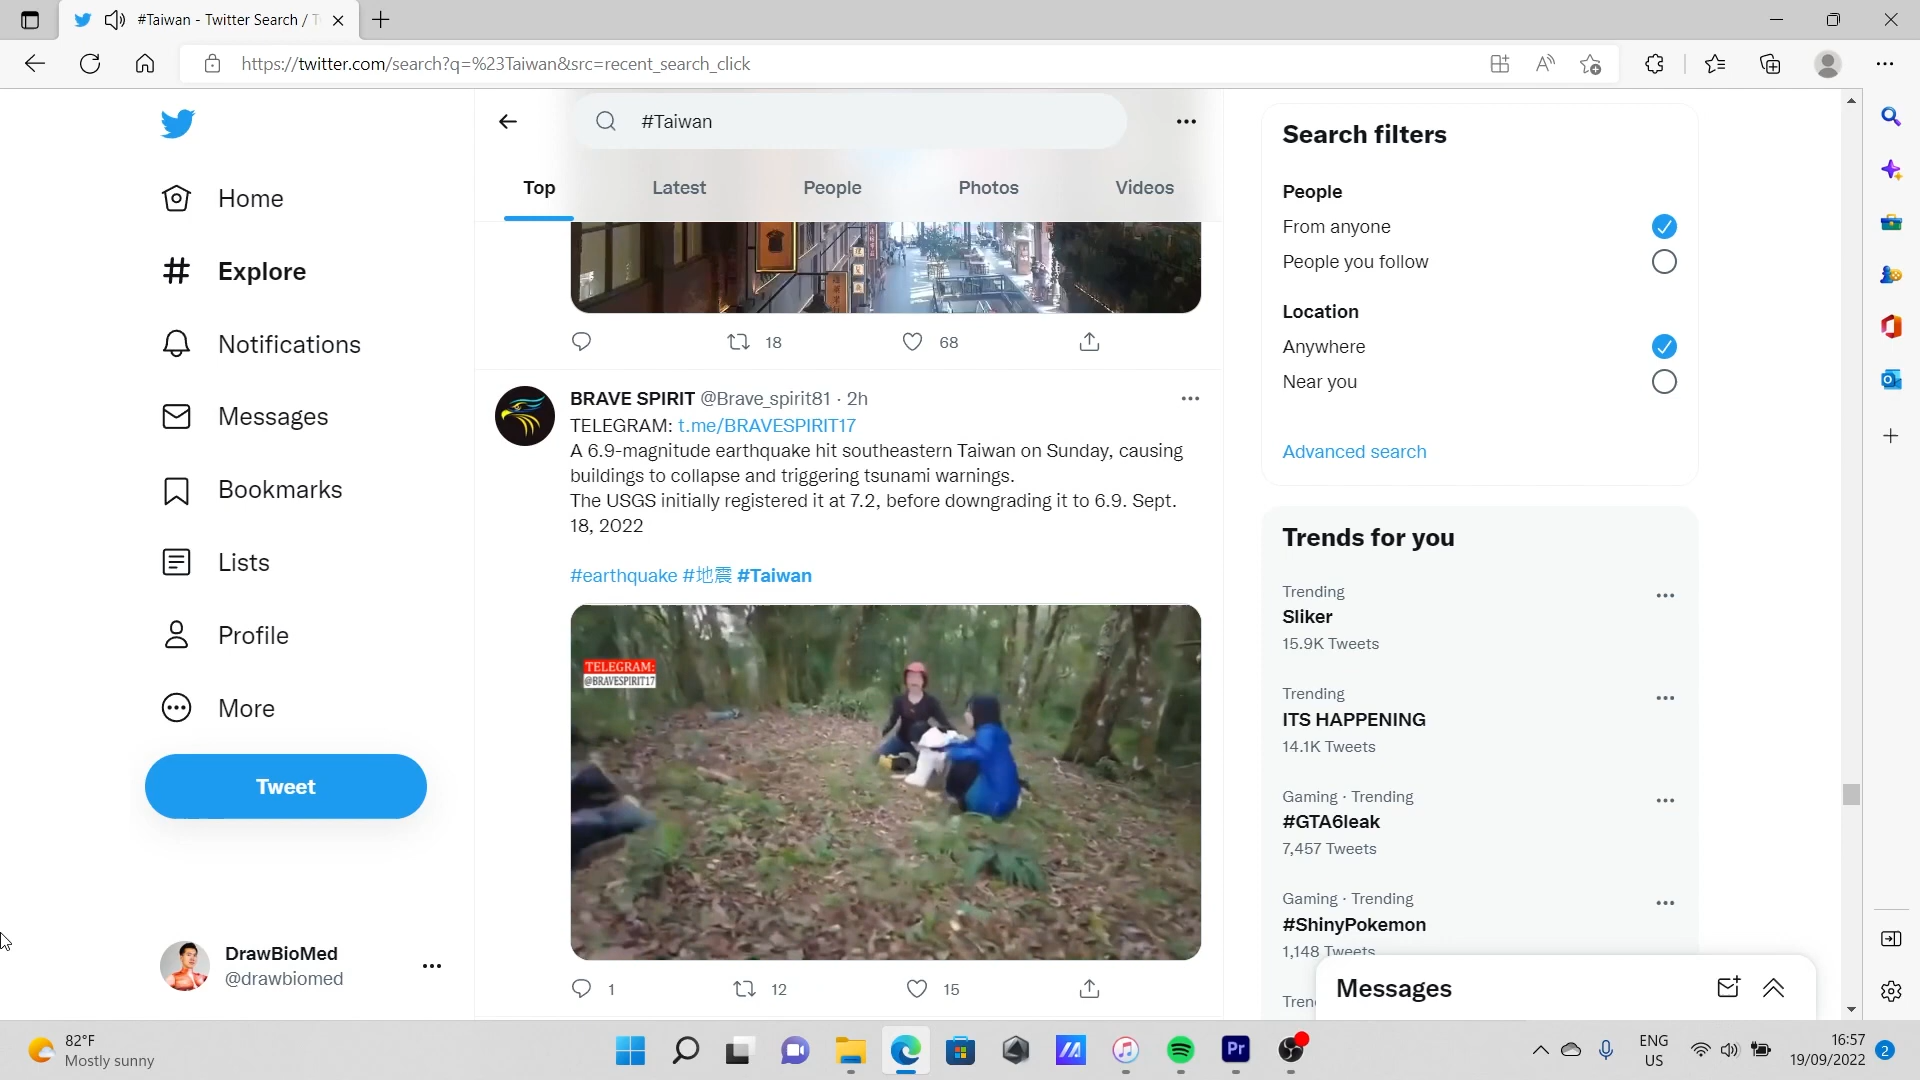 #Taiwan - Twitter Search / T
https://twitter.com/search?q=%23Taiwan&src=recent_search_click
#Taiwan
Top
Latest
People
Photos
Videos
Home
Explore
Notifications
Messages
Bookmarks
Lists
Profile
More
Tweet
DrawBioMed
@drawbiomed
18
68
BRAVE SPIRIT @Brave_spirit81 · 2h
TELEGRAM: t.me/BRAVESPIRIT17
A 6.9-magnitude earthquake hit southeastern Taiwan on Sunday, causing
buildings to collapse and triggering tsunami warnings.
The USGS initially registered it at 7.2, before downgrading it to 6.9. Sept.
18, 2022
#earthquake #地震 #Taiwan
TELEGRAM:
@BRAVESPIRIT17
1
12
15
Search filters
People
From anyone
People you follow
Location
Anywhere
Near you
Advanced search
Trends for you
Trending
Sliker
15.9K Tweets
Trending
ITS HAPPENING
14.1K Tweets
Gaming · Trending
#GTA6leak
7,457 Tweets
Gaming · Trending
#ShinyPokemon
1,148 Tweets
Tren
Messages
82°F
Mostly sunny
Pr
ENG
US
16:57
19/09/2022
2